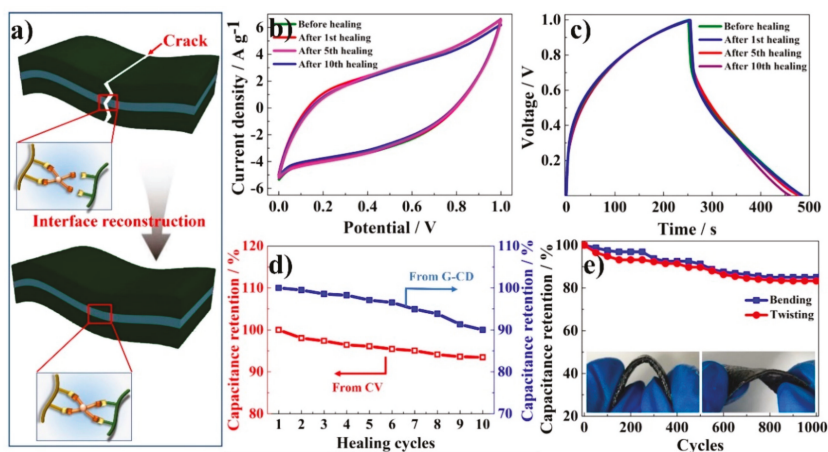 a)
Crack
Interface reconstruction
b)
Before healing
After 1st healing
After 5th healing
After 10th healing
Current density / A g-1
6
4
2
0
-2
-4
-6
0.0 0.2 0.4 0.6 0.8 1.0
Potential / V
c)
Before healing
After 1st healing
After 5th healing
After 10th healing
Voltage / V
1.0
0.8
0.6
0.4
0.2
0 100 200 300 400 500
Time / s
d)
Capacitance retention / %
120
110
100
90
80
From G-CD
From CV
110
100
90
80
70
Capacitance retention / %
1 2 3 4 5 6 7 8 9 10
Healing cycles
e)
Capacitance retention / %
100
80
60
40
20
Bending
Twisting
0 200 400 600 800 1000
Cycles